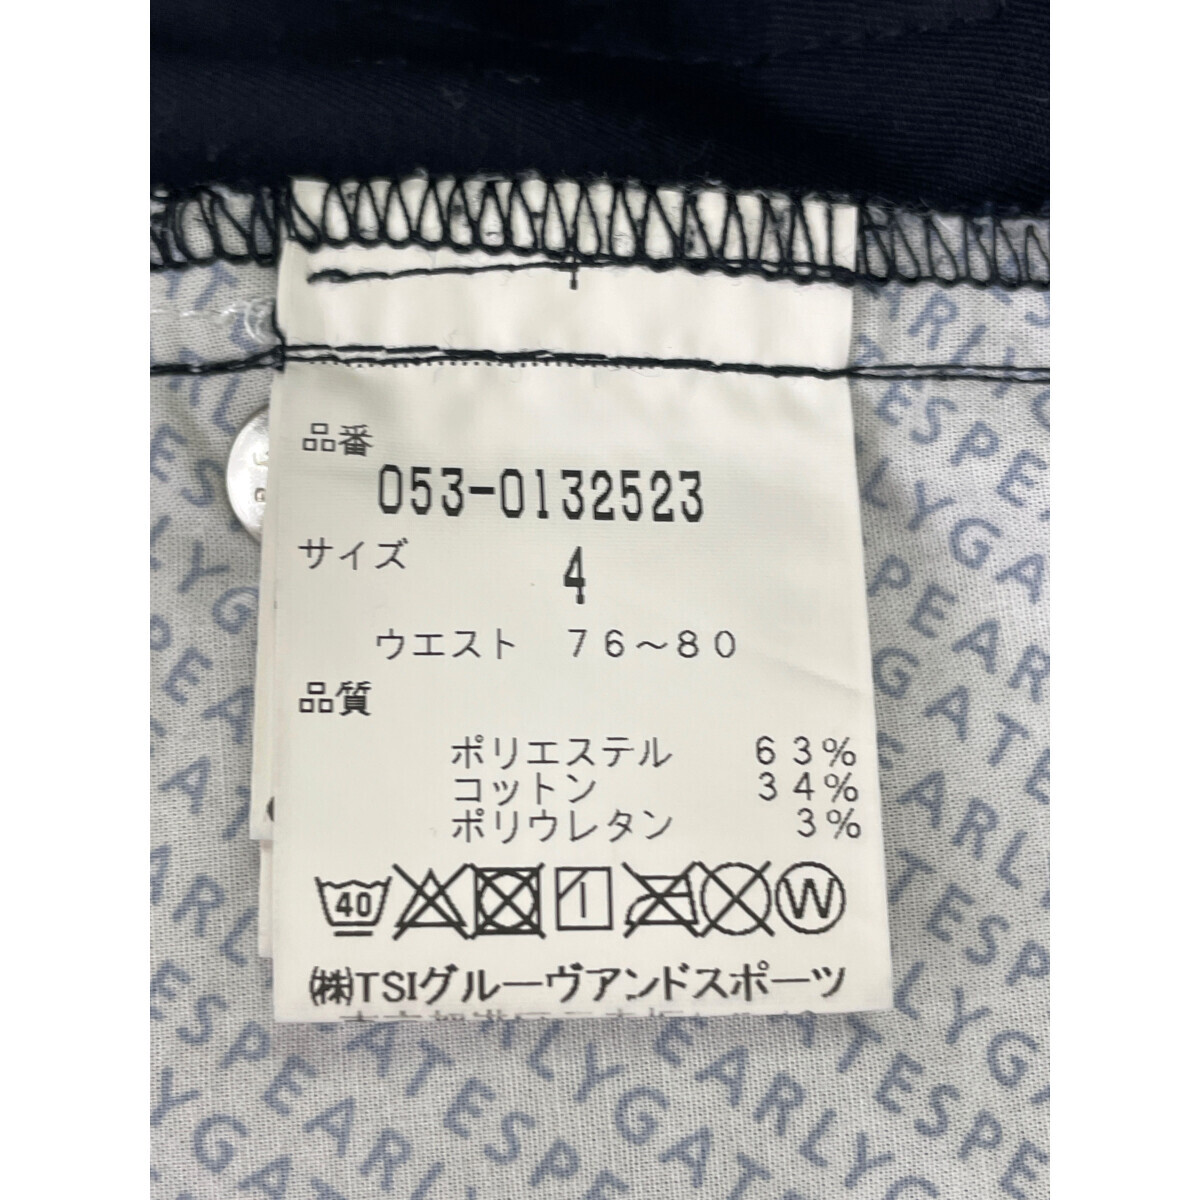 品番
053-0132523
サイズ
4
ウエスト 76～80
品質
ポリエステル 63%
コットン 34%
ポリウレタン 3%
40
W
㈱TSIグルーヴアンドスポーツ
PEARLYGATES